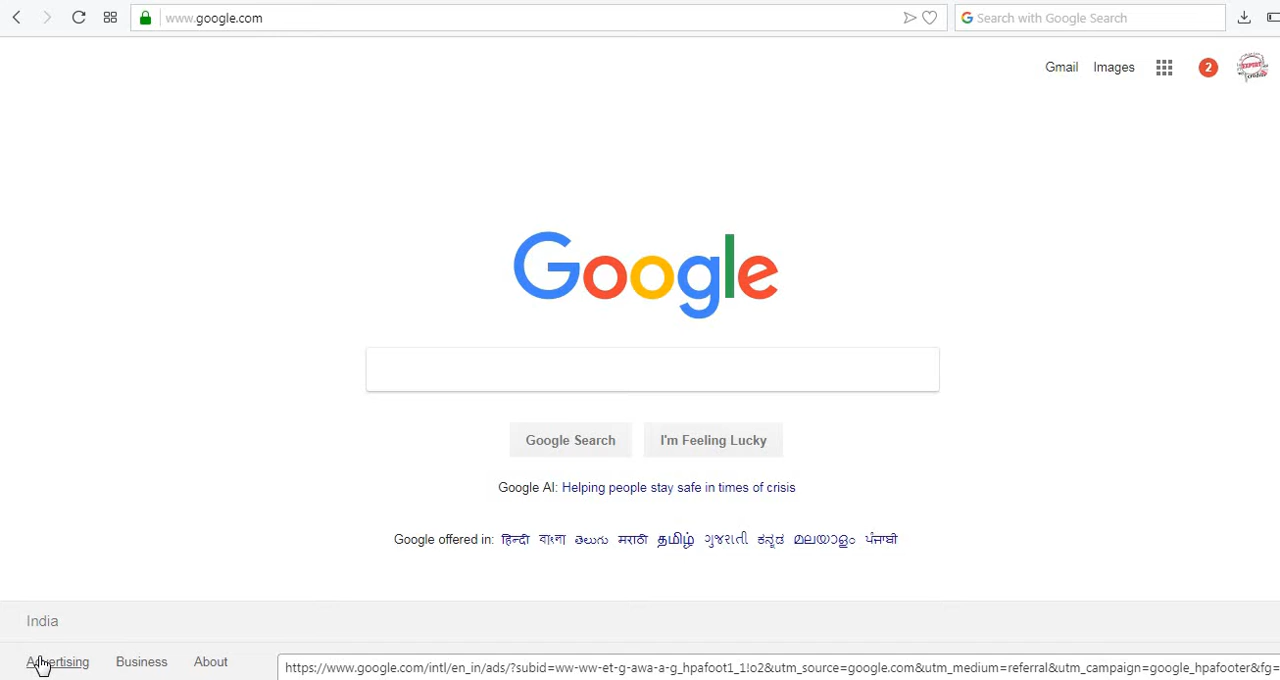 www.google.com
Search with Google Search
Gmail Images 2
Google
Google Search I'm Feeling Lucky
Google AI: Helping people stay safe in times of crisis
Google offered in: हिन्दी বাংলা తెలుగు मराठी தமிழ் ગુજરાતી ಕನ್ನಡ മലയാളം ਪੰਜਾਬੀ
India
Advertising Business About
https://www.google.com/intl/en_in/ads/?subid=ww-ww-et-g-awa-a-g_hpafoot1_1!o2&utm_source=google.com&utm_medium=referral&utm_campaign=google_hpafooter&fg=